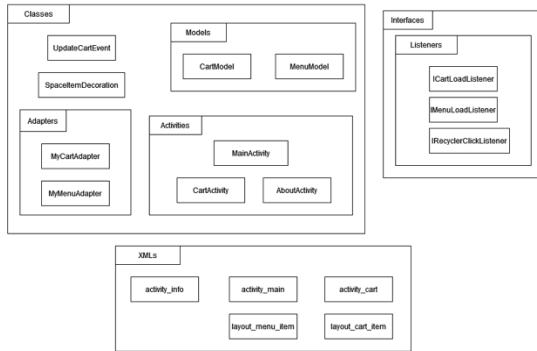 Classes
UpdateCartEvent
SpaceItemDecoration
Models
CartModel
MenuModel
Adapters
MyCartAdapter
MyMenuAdapter
Activities
MainActivity
CartActivity
AboutActivity
Interfaces
Listeners
ICartLoadListener
IMenuLoadListener
IRecyclerClickListener
XMLs
activity_info
activity_main
activity_cart
layout_menu_item
layout_cart_item